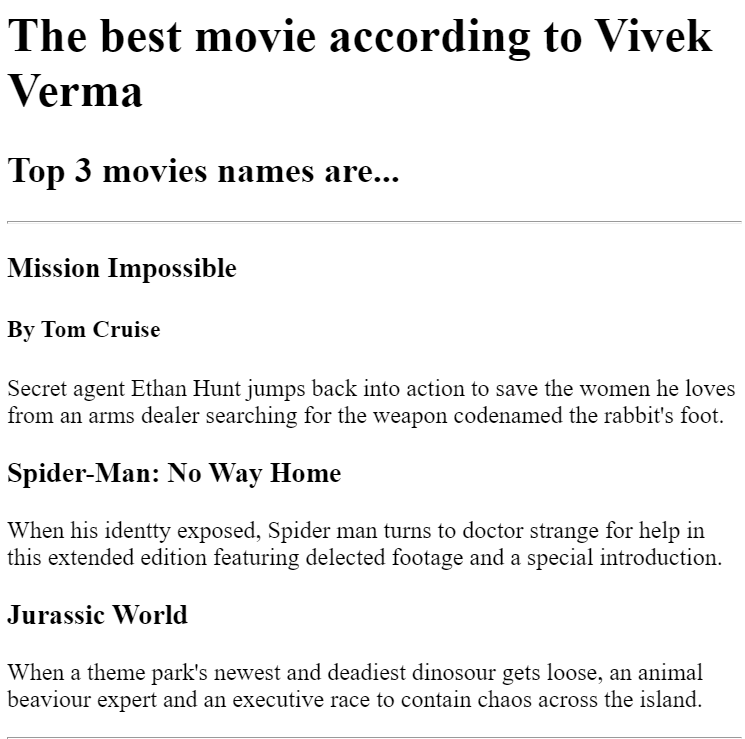 The best movie according to Vivek
Verma
Top 3 movies names are...
Mission Impossible
By Tom Cruise
Secret agent Ethan Hunt jumps back into action to save the women he loves
from an arms dealer searching for the weapon codenamed the rabbit's foot.
Spider-Man: No Way Home
When his identty exposed, Spider man turns to doctor strange for help in
this extended edition featuring delected footage and a special introduction.
Jurassic World
When a theme park's newest and deadiest dinosour gets loose, an animal
beaviour expert and an executive race to contain chaos across the island.